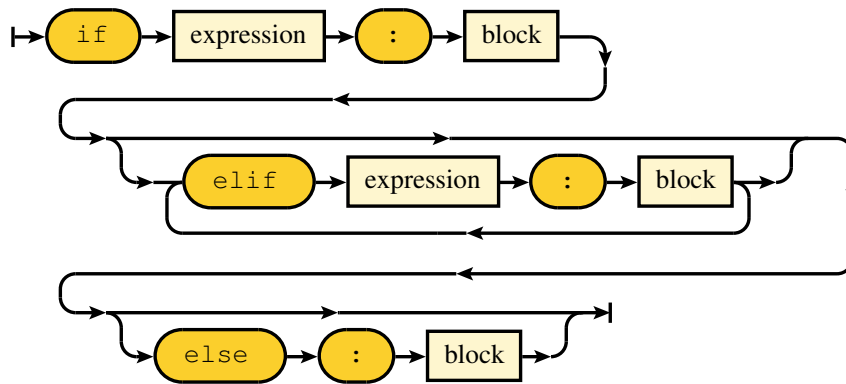 if expression : block
elif expression : block
else : block